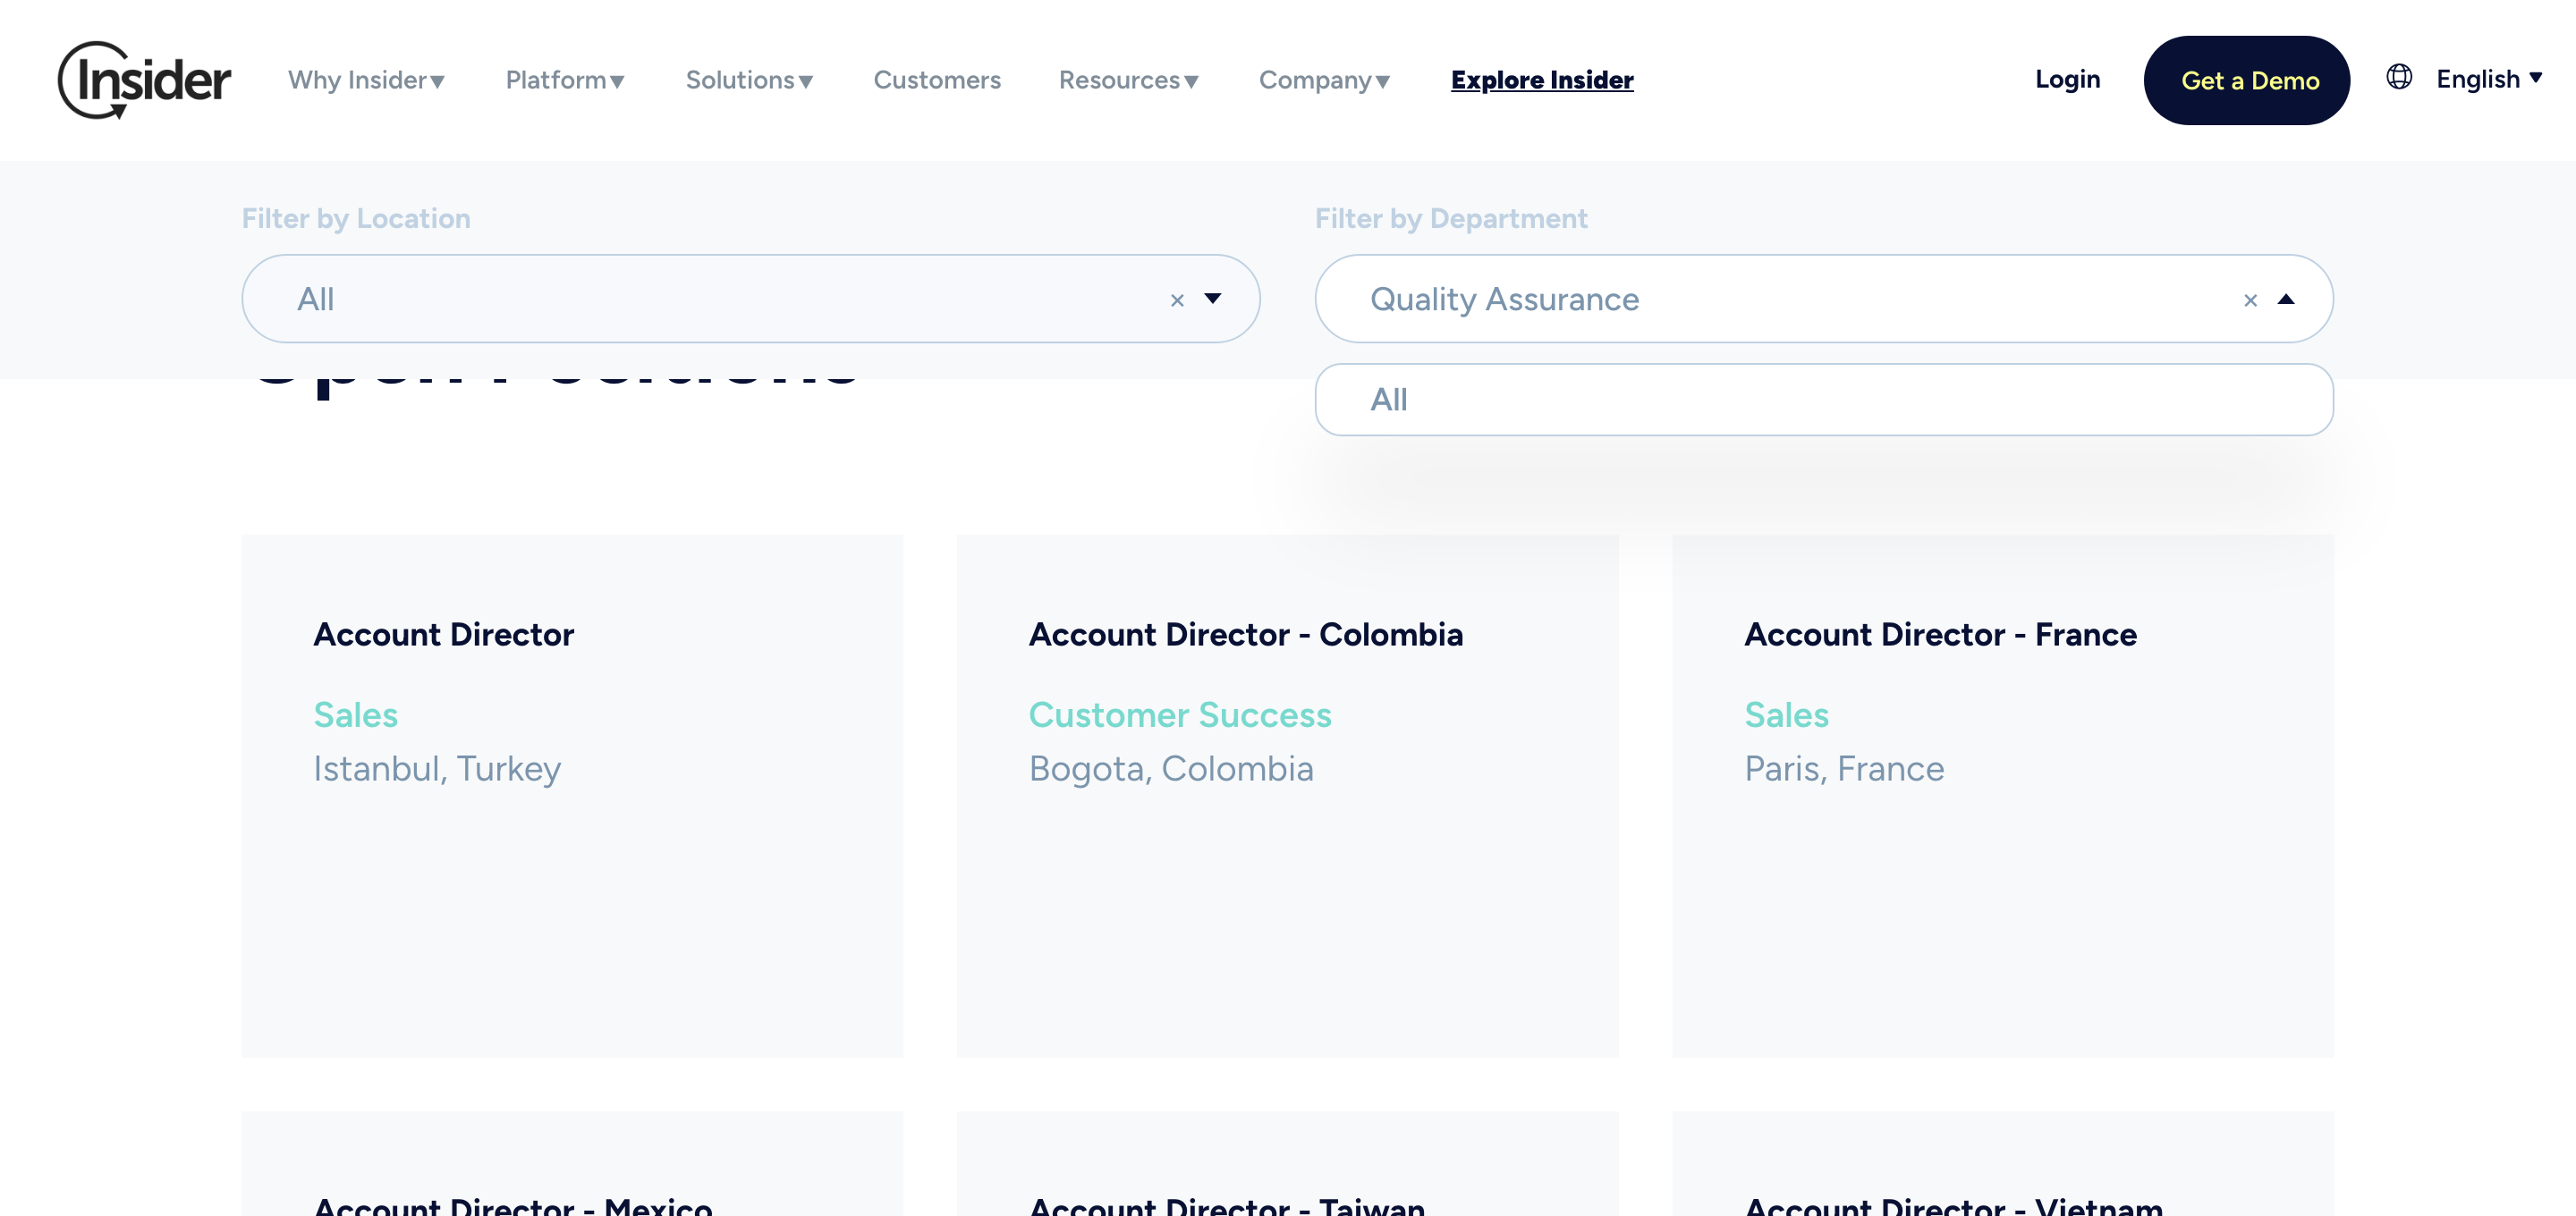 Insider
Why Insider▼ Platform▼ Solutions▼ Customers Resources▼ Company▼ Explore Insider Login Get a Demo English
Filter by Location Filter by Department
All × Quality Assurance ×
All
Open Positions
Account Director Account Director - Colombia Account Director - France
Sales Customer Success Sales
Istanbul, Turkey Bogota, Colombia Paris, France
Account Director - Mexico Account Director - Taiwan Account Director - Vietnam